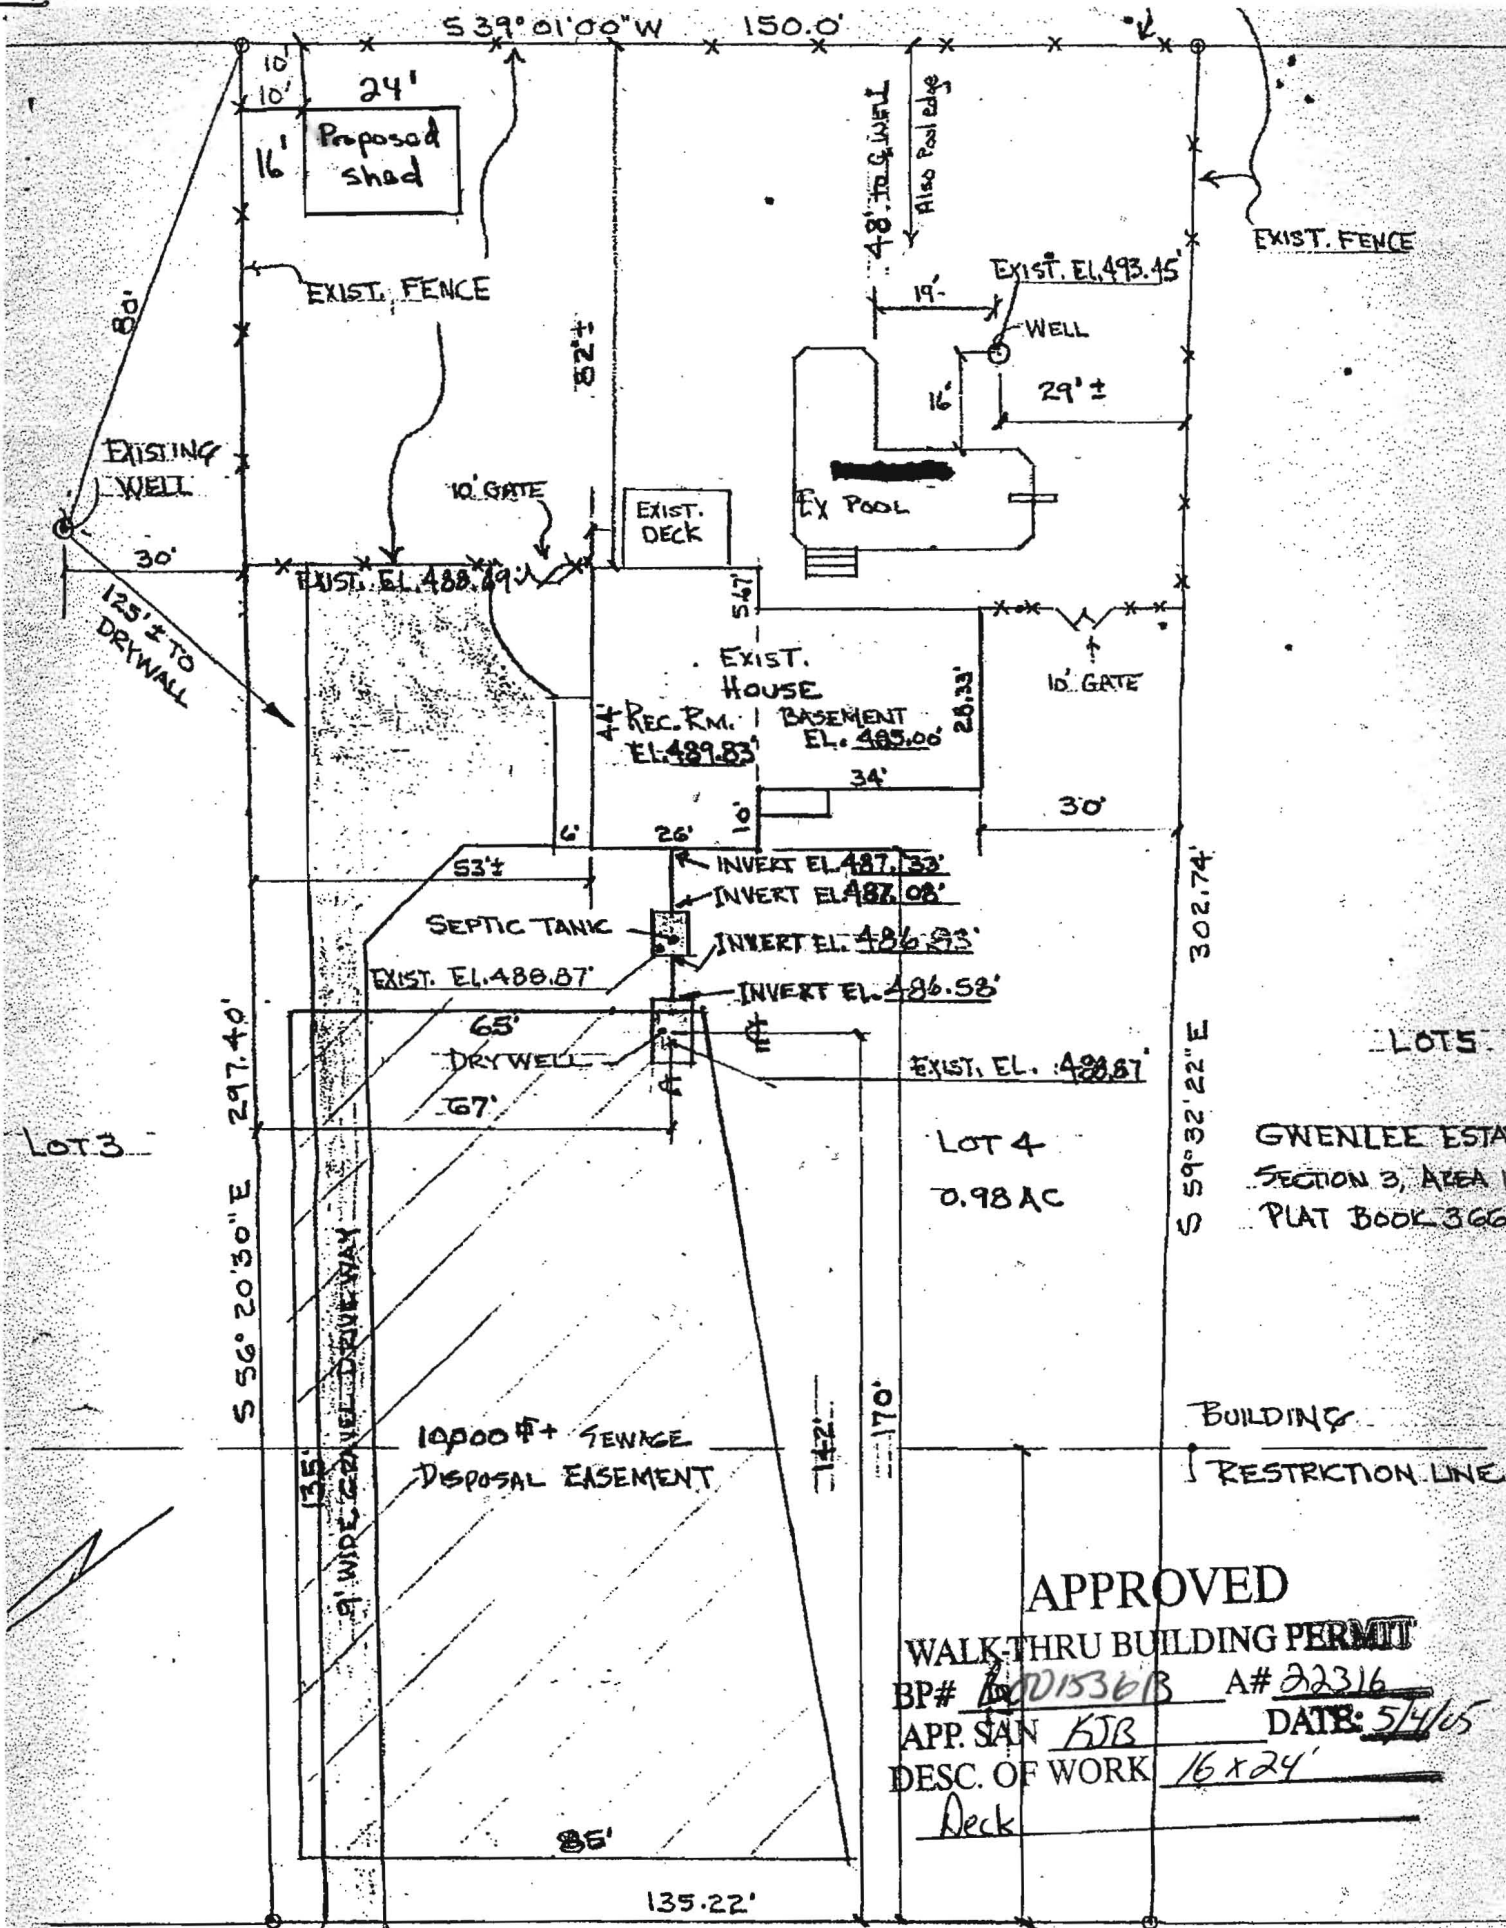 S 39° 01' 00" W 150.0'
10'
10'
24'
16'
Proposed
shed
48' to ℄ WELL
Also Pool edge
EXIST. FENCE
EXIST. FENCE
EXIST. EL. 493.45'
19'
WELL
80'
82'±
16'
29'±
EXISTING
WELL
10' GATE
EXIST.
DECK
EX POOL
30'
EXIST. EL. 488.69'
125'± TO
DRYWALL
5.67'
EXIST.
HOUSE
10' GATE
44'
REC. RM.
EL. 489.83'
BASEMENT
EL. 485.00'
28.33'
34'
30'
6'
26'
10'
53'±
INVERT EL. 487.33'
INVERT EL. 487.08'
SEPTIC TANK
INVERT EL. 486.83'
EXIST. EL. 488.87'
INVERT EL. 486.58'
65'
DRYWELL
A
EXIST. EL. 488.87'
67'
S 56° 20' 30" E 297.40'
S 59° 32' 22" E 302.74'
LOT 3
LOT 4
0.98 AC
LOT 5
GWENLEE ESTA
SECTION 3, AREA 1
PLAT BOOK 366
9' WIDE GRAVEL DRIVEWAY
135'
10,000 ▯+ SEWAGE
DISPOSAL EASEMENT
142'
170'
BUILDING
RESTRICTION LINE
85'
135.22'
APPROVED
WALK-THRU BUILDING PERMIT
BP# A# 22316
APP. SAN KJB DATE: 5/4/05
DESC. OF WORK 16 x 24'
Deck